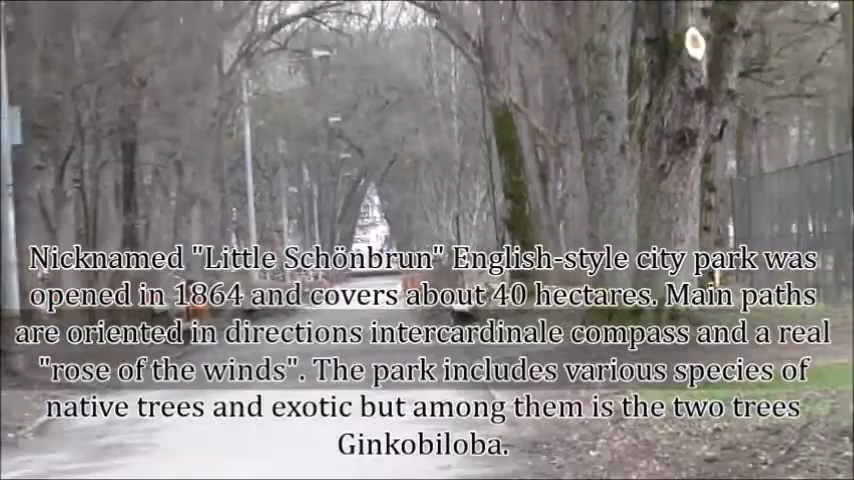 Nicknamed "Little Schönbrun" English-style city park was
opened in 1864 and covers about 40 hectares. Main paths
are oriented in directions intercardinale compass and a real
"rose of the winds". The park includes various species of
native trees and exotic but among them is the two trees
Ginkobiloba.